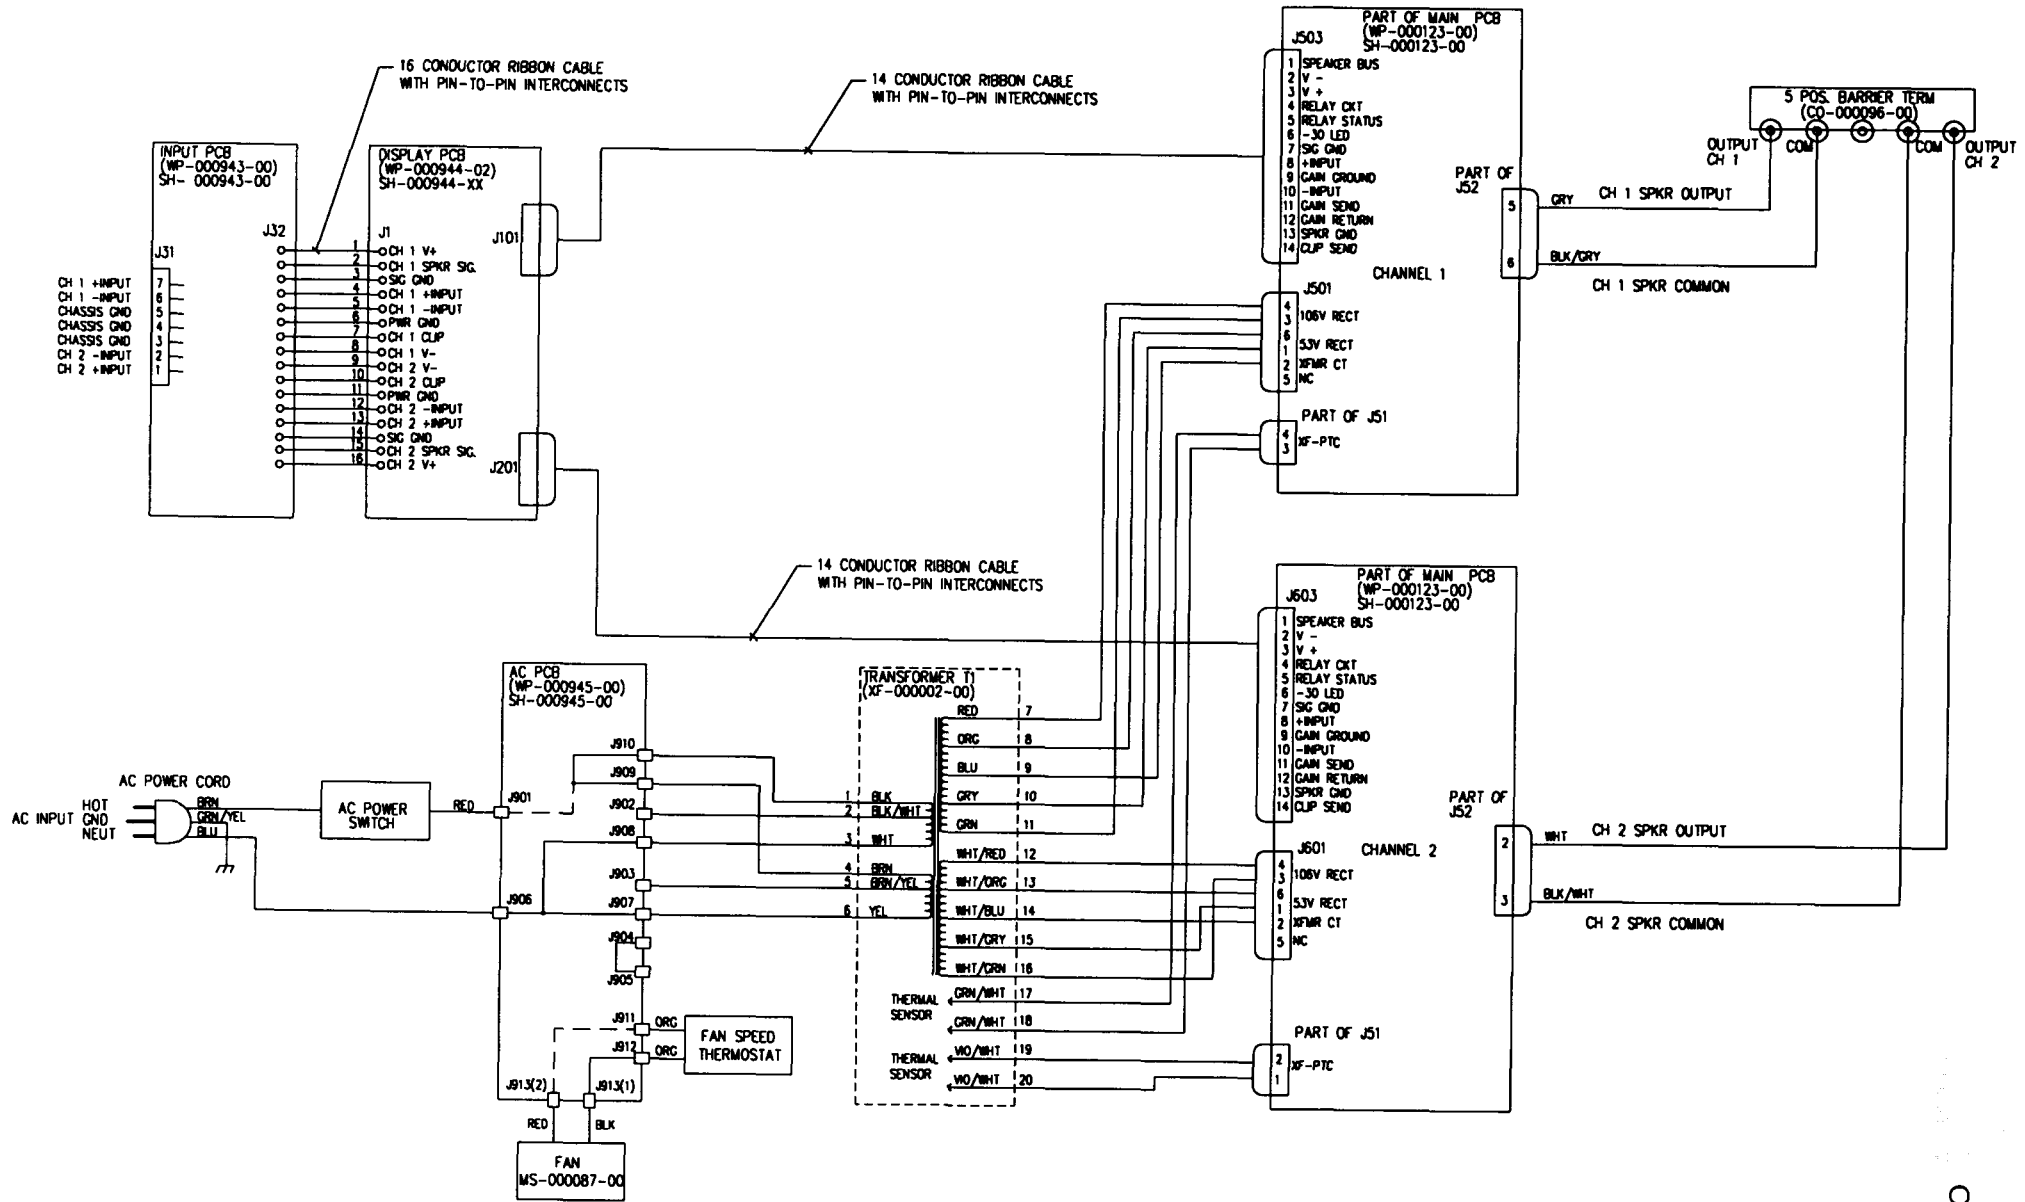 16 CONDUCTOR RIBBON CABLE
WITH PIN-TO-PIN INTERCONNECTS
14 CONDUCTOR RIBBON CABLE
WITH PIN-TO-PIN INTERCONNECTS
INPUT PCB
(WP-000943-00)
SH- 000943-00
J32
J31
CH 1 +INPUT 7
CH 1 -INPUT 6
CHASSIS GND 5
CHASSIS GND 4
CHASSIS GND 3
CH 2 -INPUT 2
CH 2 +INPUT 1
DISPLAY PCB
(WP-000944-02)
SH-000944-XX
J1
1 CH 1 V+
2 CH 1 SPKR SIG.
3 SIG GND
4 CH 1 +INPUT
5 CH 1 -INPUT
6 PWR GND
7 CH 1 CLIP
8 CH 1 V-
9 CH 2 V-
10 CH 2 CLIP
11 PWR GND
12 CH 2 -INPUT
13 CH 2 +INPUT
14 SIG GND
15 CH 2 SPKR SIG.
16 CH 2 V+
J101
J201
PART OF MAIN PCB
(WP-000123-00)
SH-000123-00
J503
1 SPEAKER BUS
2 V -
3 V +
4 RELAY CKT
5 RELAY STATUS
6 -30 LED
7 SIG GND
8 +INPUT
9 GAIN GROUND
10 -INPUT
11 GAIN SEND
12 GAIN RETURN
13 SPKR GND
14 CLIP SEND
CHANNEL 1
J501
4
3 106V RECT
6
1 53V RECT
2 XFMR CT
5 NC
PART OF J51
4 XF-PTC
3
PART OF
J52
5
6
GRY
CH 1 SPKR OUTPUT
BLK/GRY
CH 1 SPKR COMMON
5 POS. BARRIER TERM
(CO-000096-00)
OUTPUT
CH 1
COM
COM
OUTPUT
CH 2
14 CONDUCTOR RIBBON CABLE
WITH PIN-TO-PIN INTERCONNECTS
PART OF MAIN PCB
(WP-000123-00)
SH-000123-00
J603
1 SPEAKER BUS
2 V -
3 V +
4 RELAY CKT
5 RELAY STATUS
6 -30 LED
7 SIG GND
8 +INPUT
9 GAIN GROUND
10 -INPUT
11 GAIN SEND
12 GAIN RETURN
13 SPKR GND
14 CLIP SEND
J601
CHANNEL 2
4
3 106V RECT
6
1 53V RECT
2 XFMR CT
5 NC
PART OF J51
2 XF-PTC
1
PART OF
J52
2
3
WHT
CH 2 SPKR OUTPUT
BLK/WHT
CH 2 SPKR COMMON
AC POWER CORD
AC INPUT
HOT
GND
NEUT
BRN
GRN/YEL
BLU
AC POWER
SWITCH
RED
AC PCB
(WP-000945-00)
SH-000945-00
J910
J909
J901
J902
J908
J903
J906
J907
J904
J905
J911
J912
J913(2)
J913(1)
ORG
ORG
FAN SPEED
THERMOSTAT
RED
BLK
FAN
MS-000087-00
TRANSFORMER T1
(XF-000002-00)
1 BLK
2 BLK/WHT
3 WHT
4 BRN
5 BRN/YEL
6 YEL
RED 7
ORG 8
BLU 9
GRY 10
GRN 11
WHT/RED 12
WHT/ORG 13
WHT/BLU 14
WHT/GRY 15
WHT/GRN 16
THERMAL
SENSOR
GRN/WHT 17
GRN/WHT 18
THERMAL
SENSOR
VIO/WHT 19
VIO/WHT 20